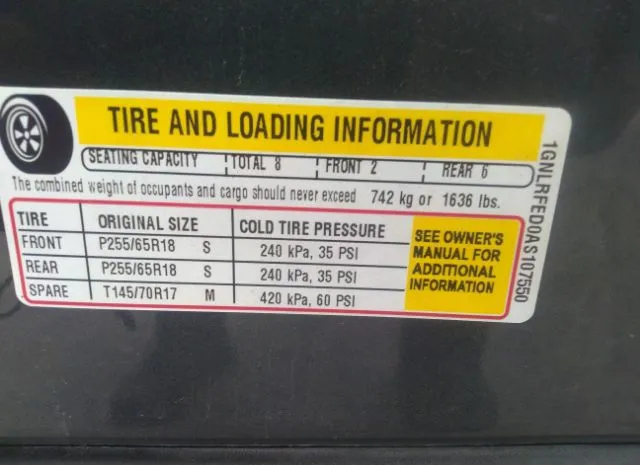 TIRE AND LOADING INFORMATION
SEATING CAPACITY TOTAL 8 FRONT 2 REAR 6
The combined weight of occupants and cargo should never exceed 742 kg or 1636 lbs.
TIRE ORIGINAL SIZE COLD TIRE PRESSURE
FRONT P255/65R18 S 240 kPa, 35 PSI
REAR P255/65R18 S 240 kPa, 35 PSI
SPARE T145/70R17 M 420 kPa, 60 PSI
SEE OWNER'S
MANUAL FOR
ADDITIONAL
INFORMATION
1GNLRFED0AS107550